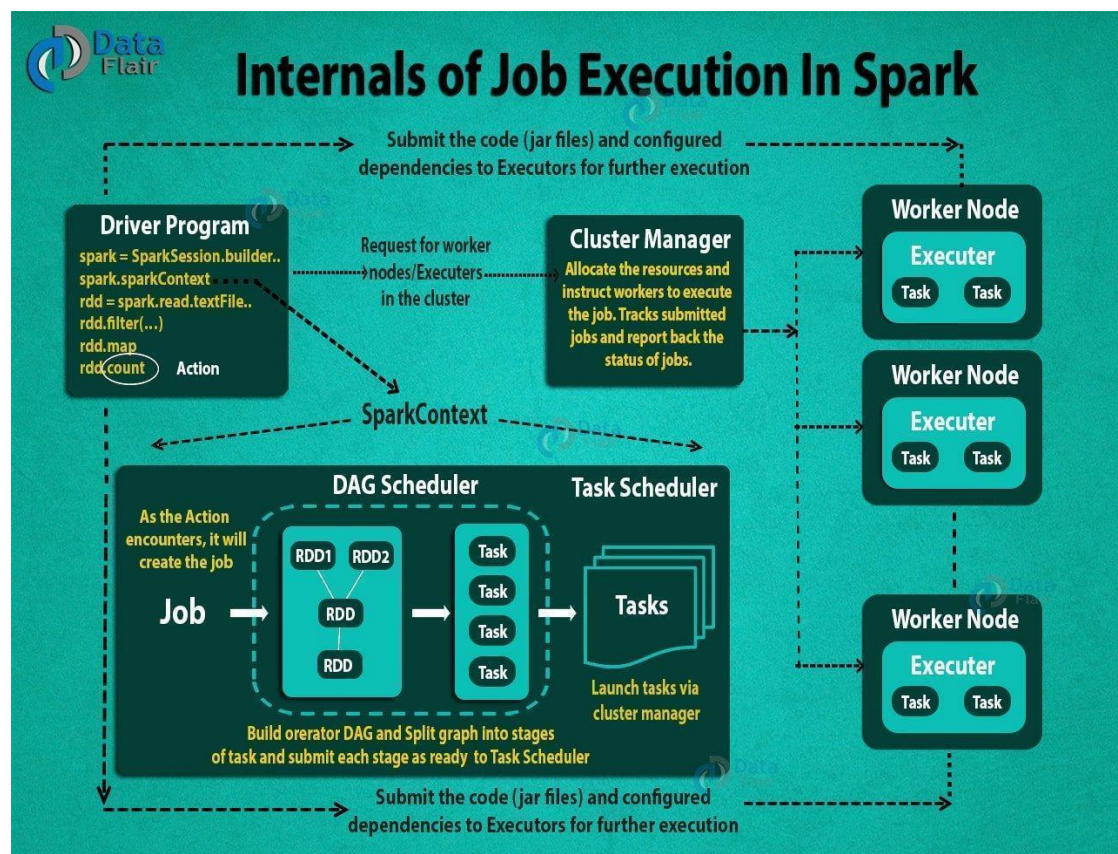 Data
Flair
Internals of Job Execution In Spark
Submit the code (jar files) and configured
dependencies to Executors for further execution
Driver Program
spark = SparkSession.builder..
spark.sparkContext
rdd = spark.read.textFile..
rdd.filter(...)
rdd.map
rdd.count
Action
Request for worker
nodes/Executers
in the cluster
Cluster Manager
Allocate the resources and
instruct workers to execute
the job. Tracks submitted
jobs and report back the
status of jobs.
Worker Node
Executer
Task Task
Worker Node
Executer
Task Task
Worker Node
Executer
Task Task
SparkContext
DAG Scheduler
Task Scheduler
As the Action
encounters, it will
create the job
Job
RDD1 RDD2
RDD
RDD
Task
Task
Task
Task
Tasks
Launch tasks via
cluster manager
Build orerator DAG and Split graph into stages
of task and submit each stage as ready to Task Scheduler
Submit the code (jar files) and configured
dependencies to Executors for further execution